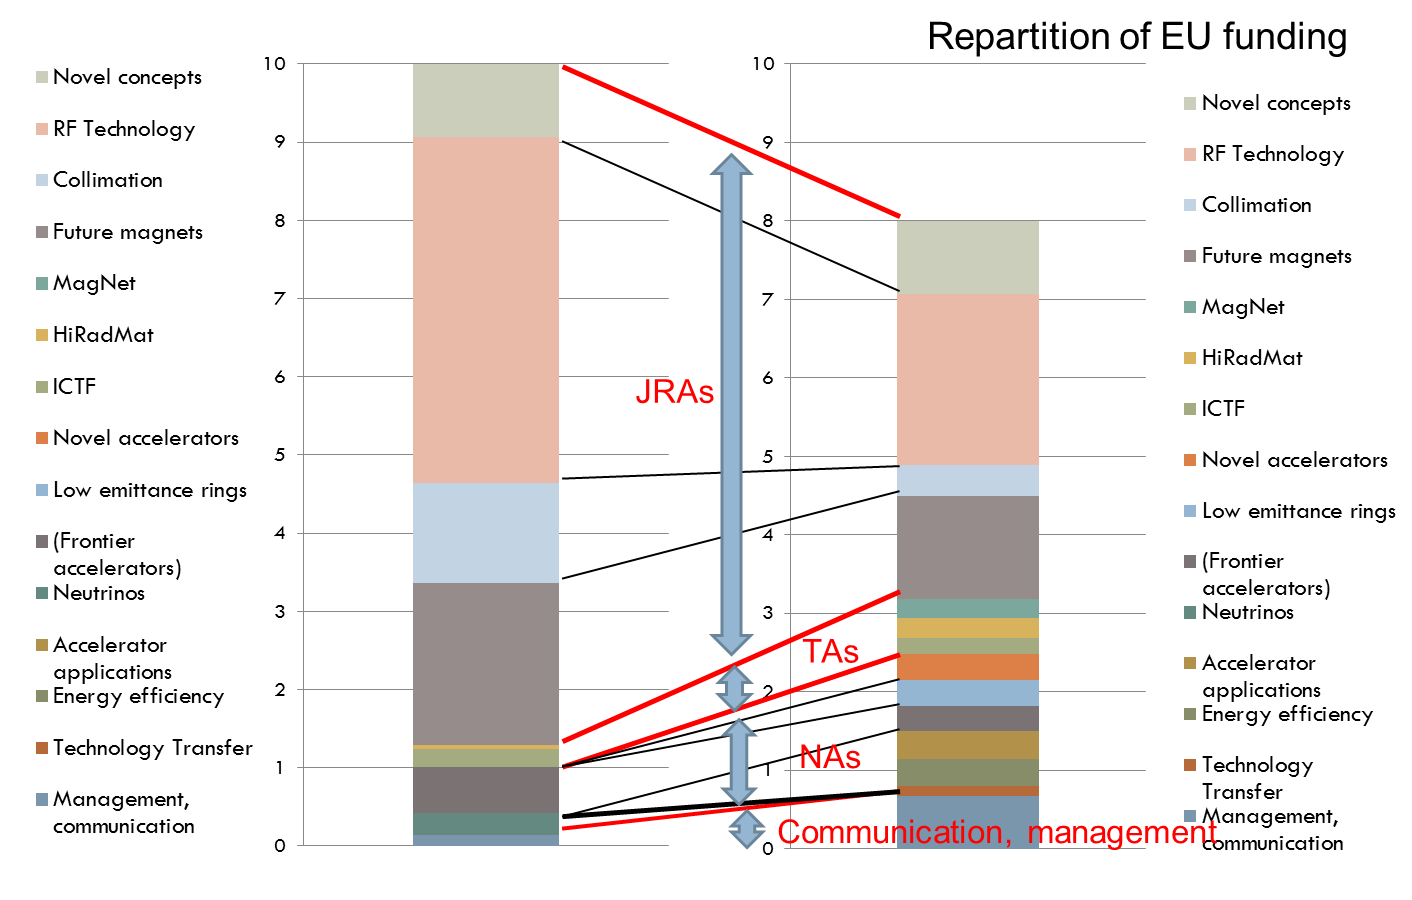 Repartition of EU funding
Novel concepts
RF Technology
Collimation
Future magnets
MagNet
HiRadMat
ICTF
Novel accelerators
Low emittance rings
(Frontier
accelerators)
Neutrinos
Accelerator
applications
Energy efficiency
Technology Transfer
Management,
communication
10
9
8
7
6
5
4
3
2
1
0
JRAs
TAs
NAs
Communication, management
10
9
8
7
6
5
4
3
2
1
0
Novel concepts
RF Technology
Collimation
Future magnets
MagNet
HiRadMat
ICTF
Novel accelerators
Low emittance rings
(Frontier
accelerators)
Neutrinos
Accelerator
applications
Energy efficiency
Technology
Transfer
Management,
communication